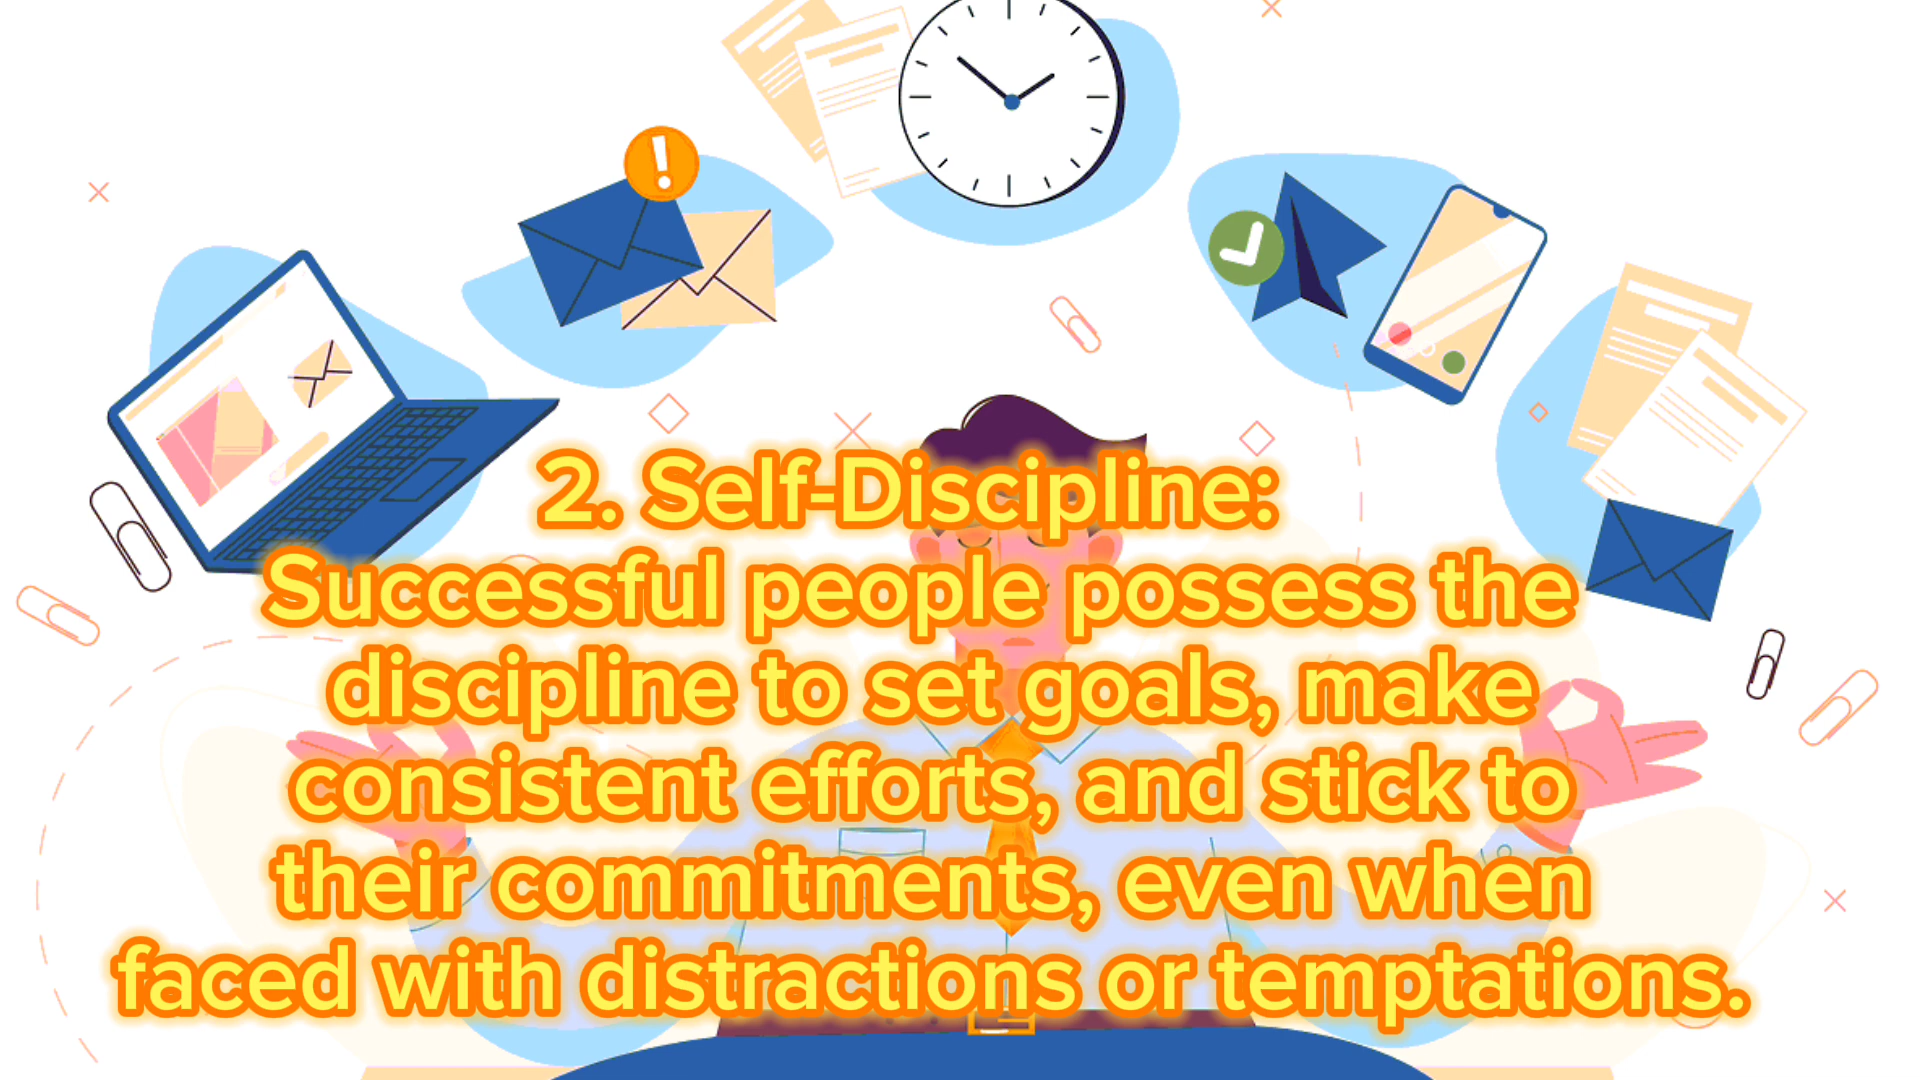 2. Self-Discipline:
Successful people possess the
discipline to set goals, make
consistent efforts, and stick to
their commitments, even when
faced with distractions or temptations.